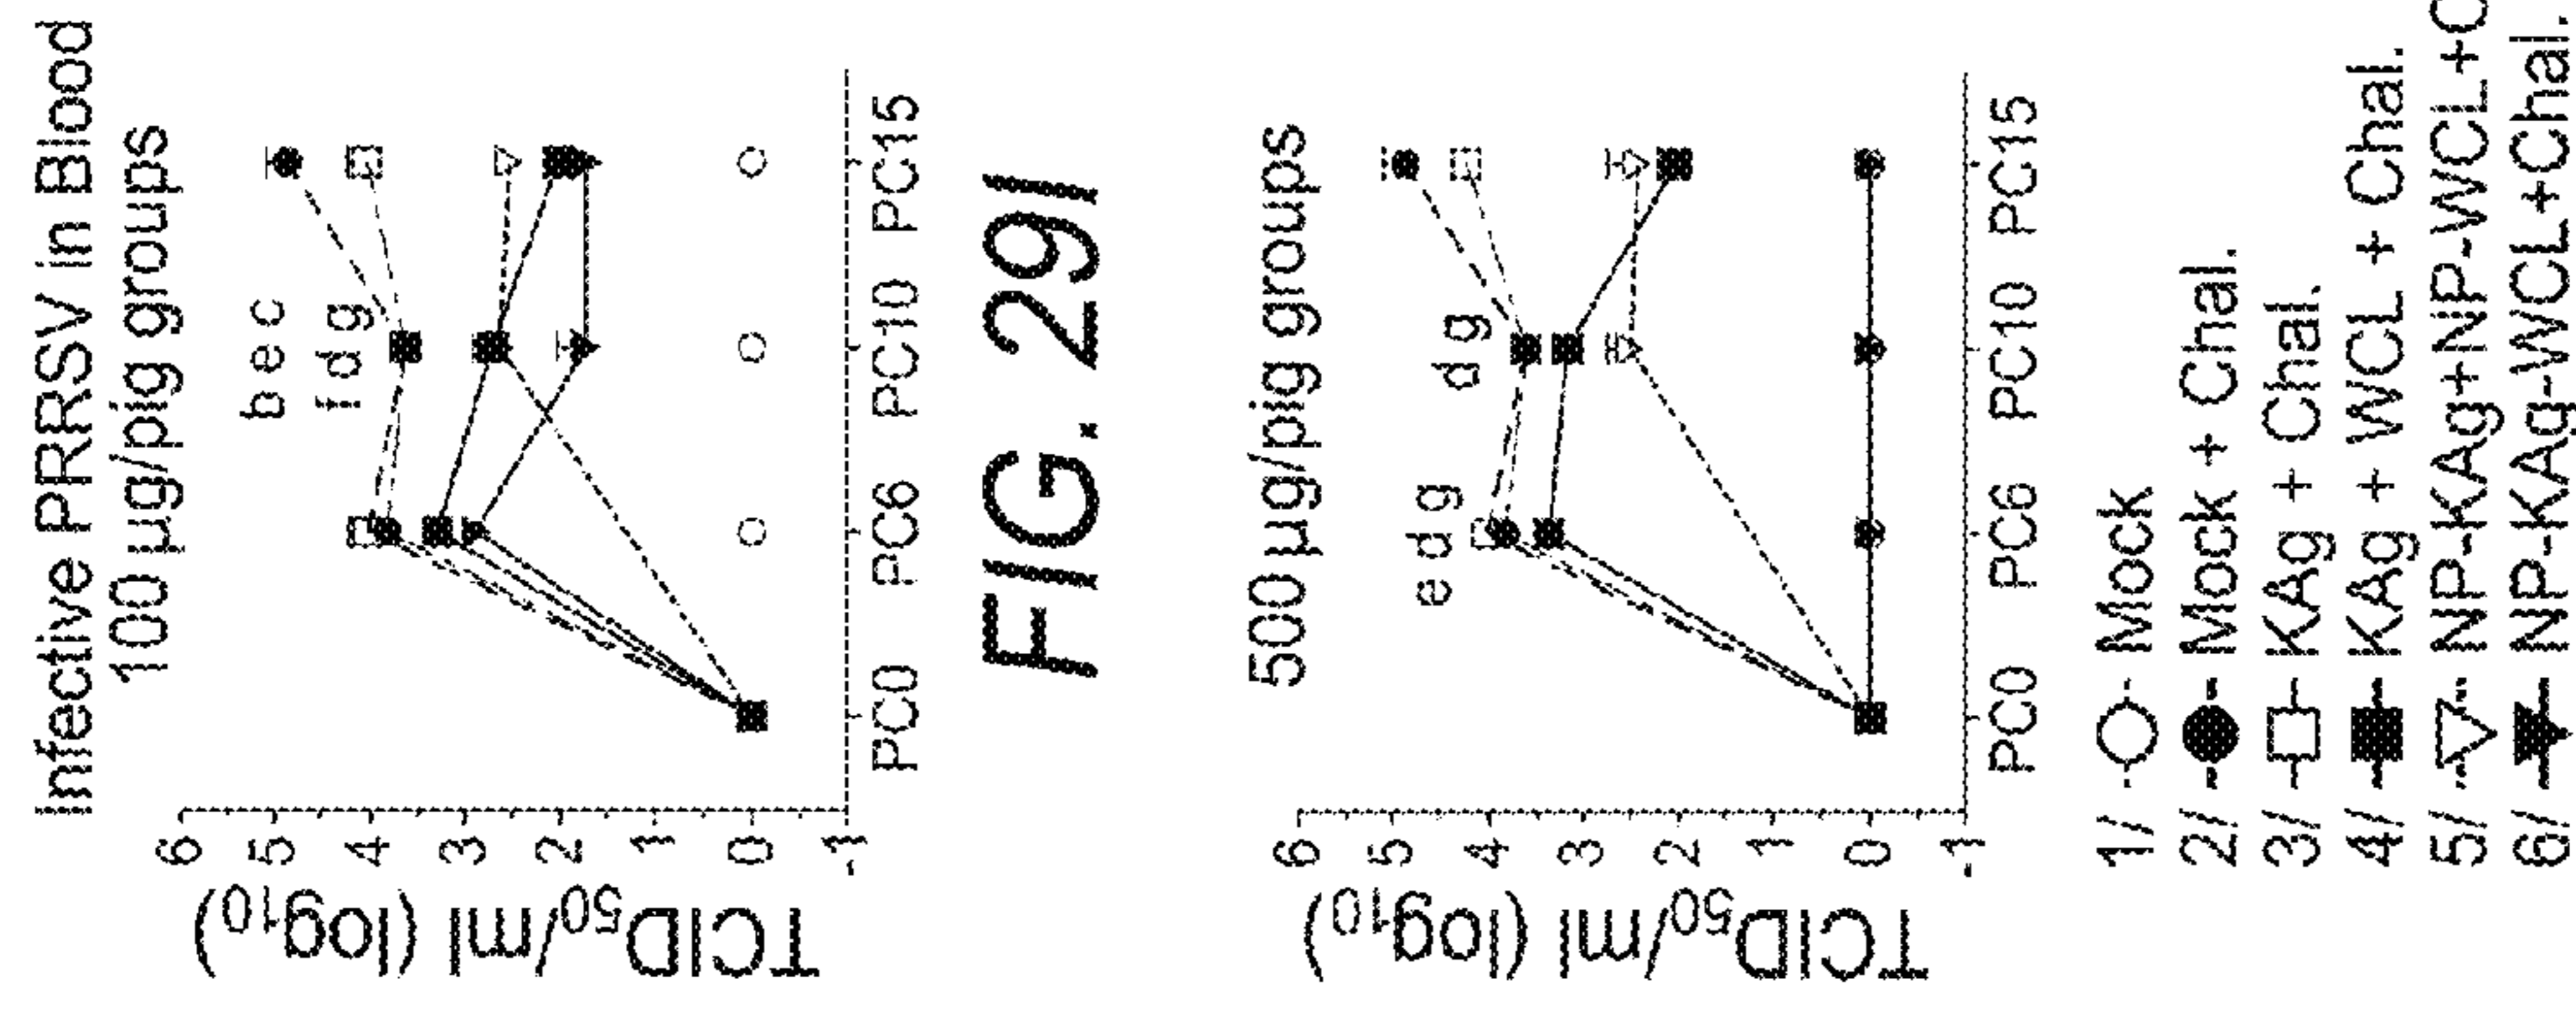 Infective PRRSV in Blood
100 µg/pig groups
TCID50/ml (log10)
6
5
4
3
2
1
0
-1
b e c
f d g
PC0 PC6 PC10 PC15
FIG. 29I
500 µg/pig groups
TCID50/ml (log10)
6
5
4
3
2
1
0
-1
e d g
d g
PC0 PC6 PC10 PC15
1/ Mock
2/ Mock + Chal.
3/ KAg + Chal.
4/ KAg + WCL + Chal.
5/ NP-KAg+NP-WCL+C
6/ NP-KAg-WCL+Chal.